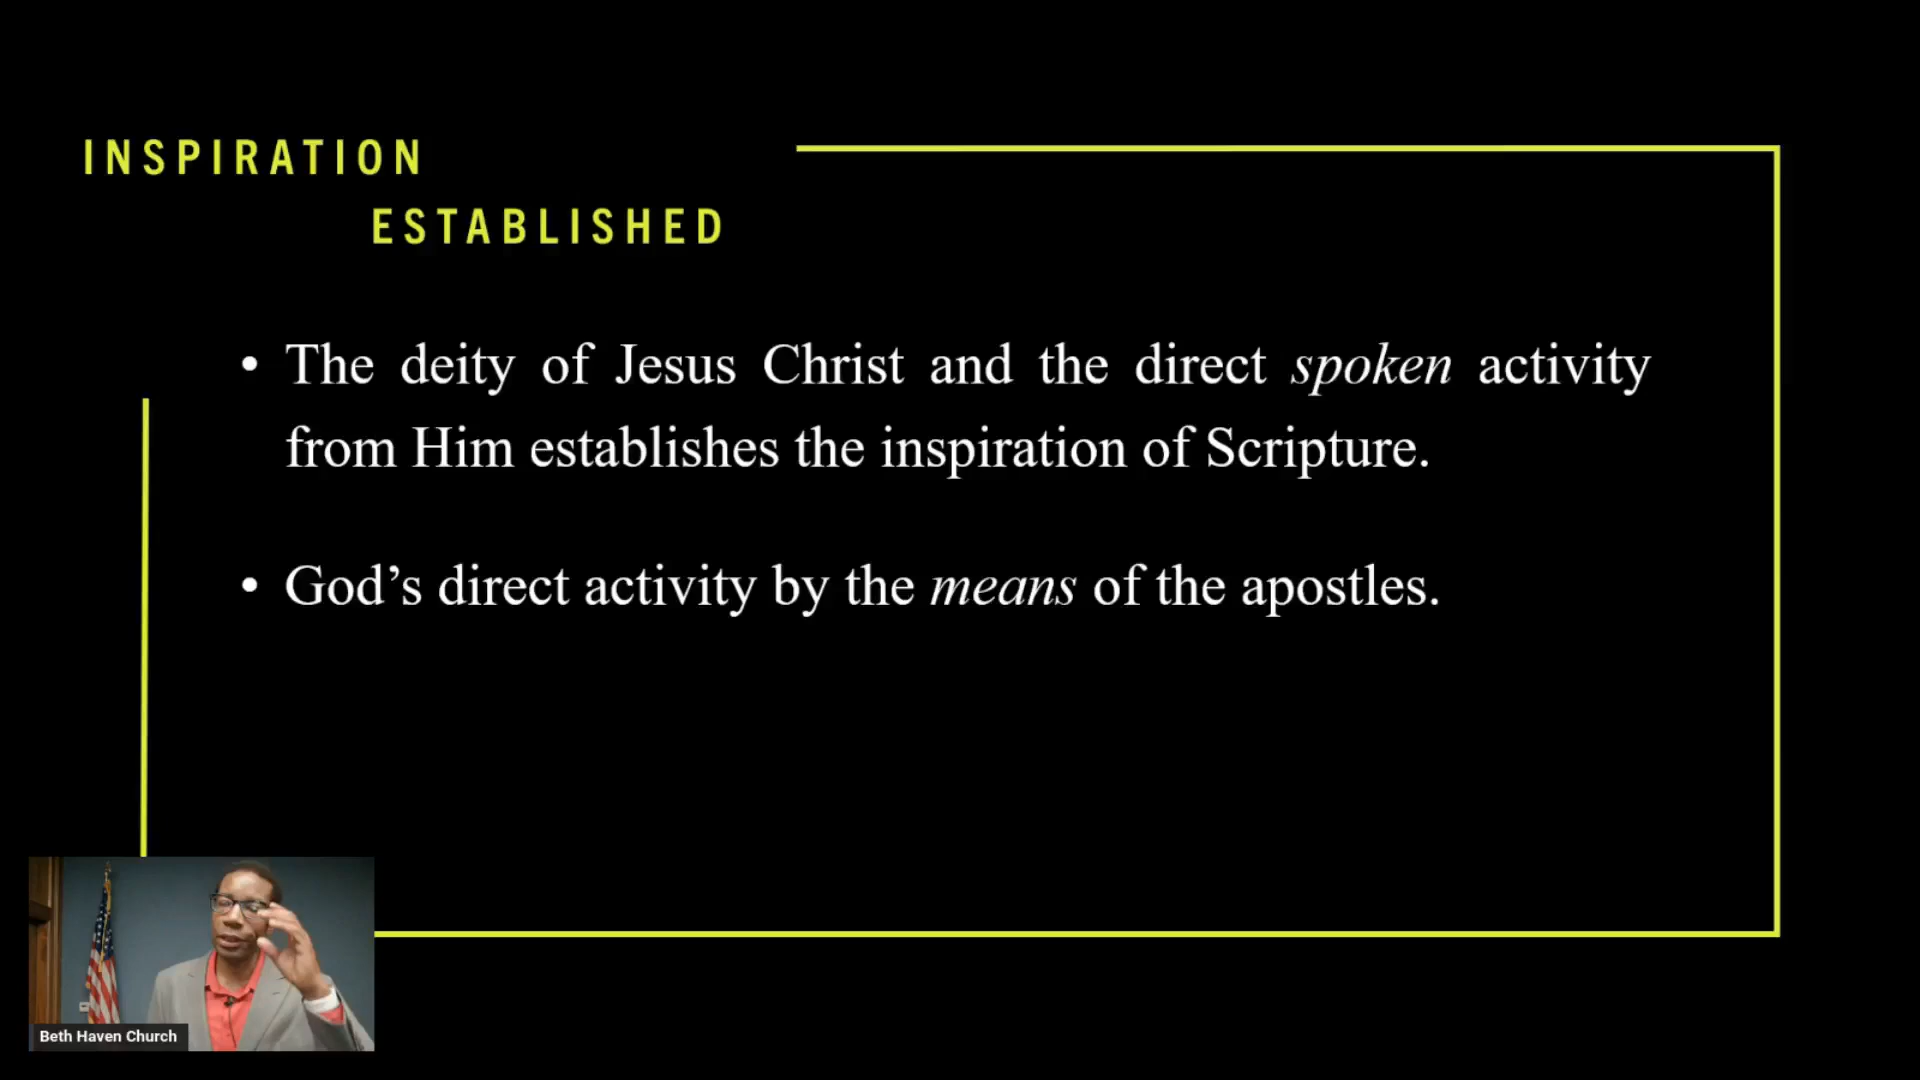 INSPIRATION
ESTABLISHED
• The deity of Jesus Christ and the direct spoken activity
from Him establishes the inspiration of Scripture.
• God’s direct activity by the means of the apostles.
Beth Haven Church